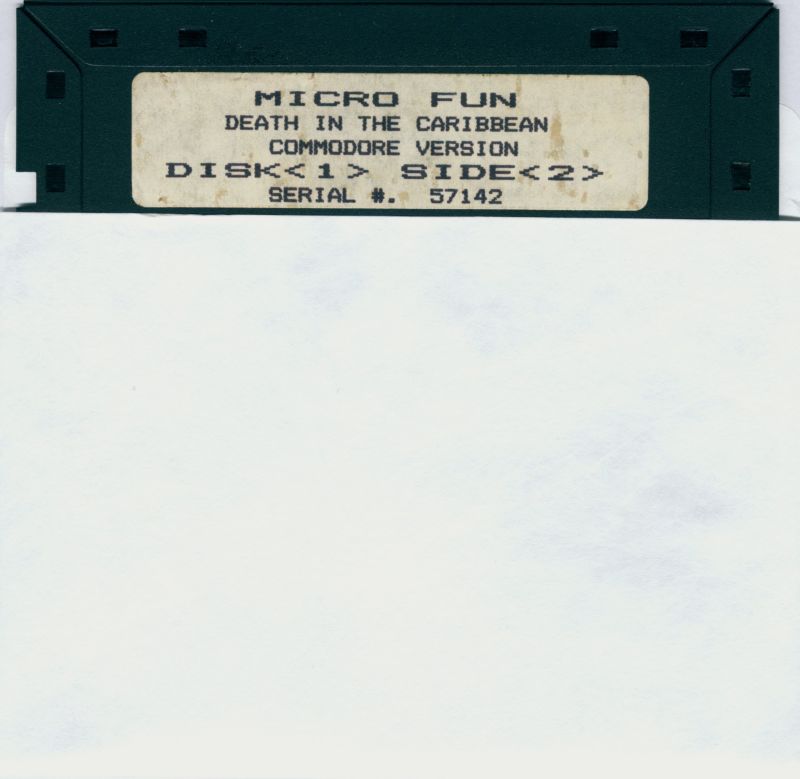 MICRO FUN
DEATH IN THE CARIBBEAN
COMMODORE VERSION
DISK<1> SIDE<2>
SERIAL #. 57142